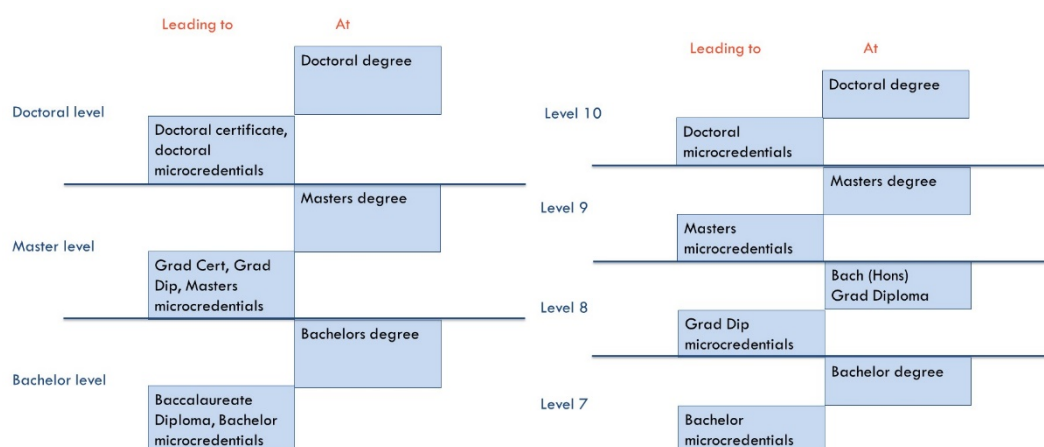 Leading to
At
Doctoral degree
Doctoral level
Doctoral certificate,
doctoral
microcredentials
Masters degree
Master level
Grad Cert, Grad
Dip, Masters
microcredentials
Bachelors degree
Bachelor level
Baccalaureate
Diploma, Bachelor
microcredentials
Leading to
At
Doctoral degree
Level 10
Doctoral
microcredentials
Masters degree
Level 9
Masters
microcredentials
Bach (Hons)
Grad Diploma
Level 8
Grad Dip
microcredentials
Bachelor degree
Level 7
Bachelor
microcredentials